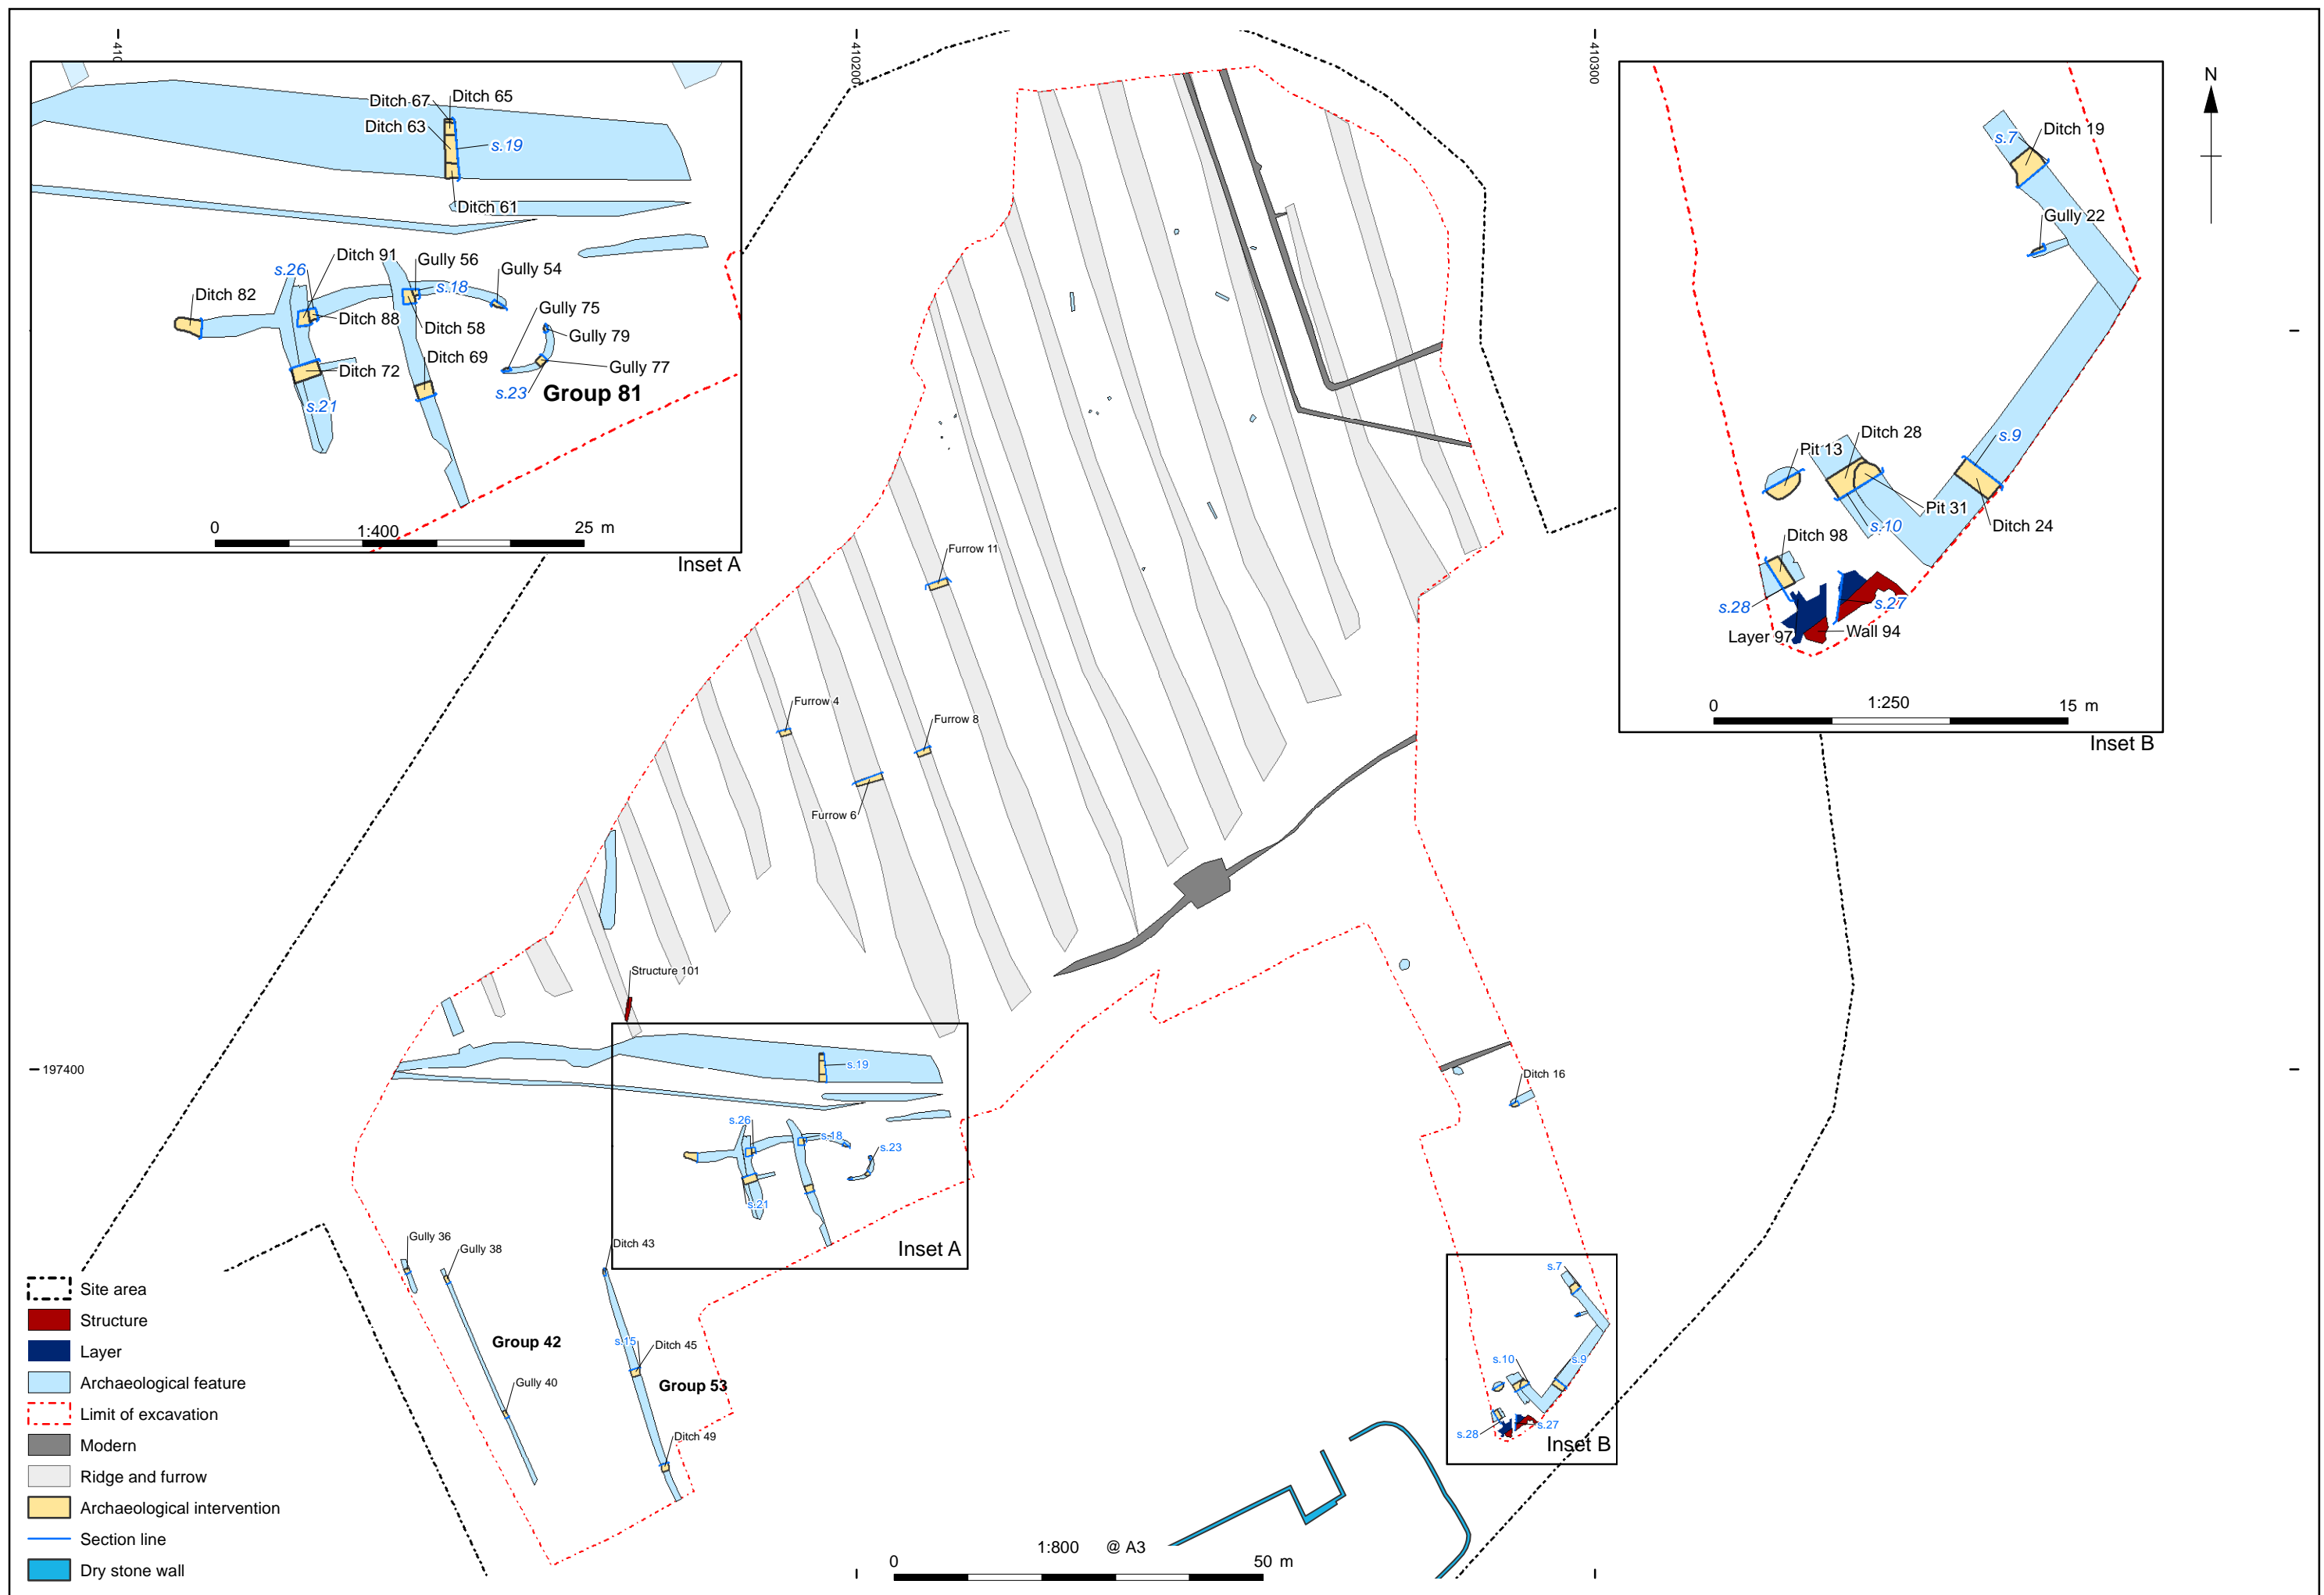 410200
410300
N
Ditch 67
Ditch 65
Ditch 63
s.19
Ditch 61
Ditch 91
Gully 56
s.26
Gully 54
s.18
Ditch 82
Gully 75
Ditch 88
Ditch 58
Gully 79
Ditch 69
Gully 77
Ditch 72
s.23
Group 81
s.21
0
1:400
25 m
Inset A
s.7
Ditch 19
Gully 22
Ditch 28
s.9
Pit 13
Pit 31
s.10
Ditch 24
Ditch 98
s.28
s.27
Layer 97
Wall 94
0
1:250
15 m
Inset B
Furrow 11
Furrow 4
Furrow 8
Furrow 6
Structure 101
197400
s.19
Ditch 16
s.26
s.18
s.23
s.21
Inset A
Gully 36
Gully 38
Ditch 43
Group 42
s.15
Ditch 45
Group 53
Gully 40
Ditch 49
s.7
s.10
s.9
s.28
s.27
Inset B
Site area
Structure
Layer
Archaeological feature
Limit of excavation
Modern
Ridge and furrow
Archaeological intervention
Section line
Dry stone wall
0
1:800 @ A3
50 m